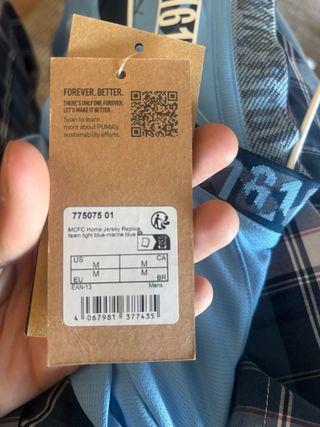 FOREVER. BETTER.
THERE'S ONLY ONE FOREVER.
LET'S MAKE IT BETTER.
Scan to learn
more about PUMA's
sustainability efforts.
775075 01
MCFC Home Jersey Replica
team light blue-marine blue
US M M CA
EU M M BR
EAN-13 Mens
4 067981 377435
161
161